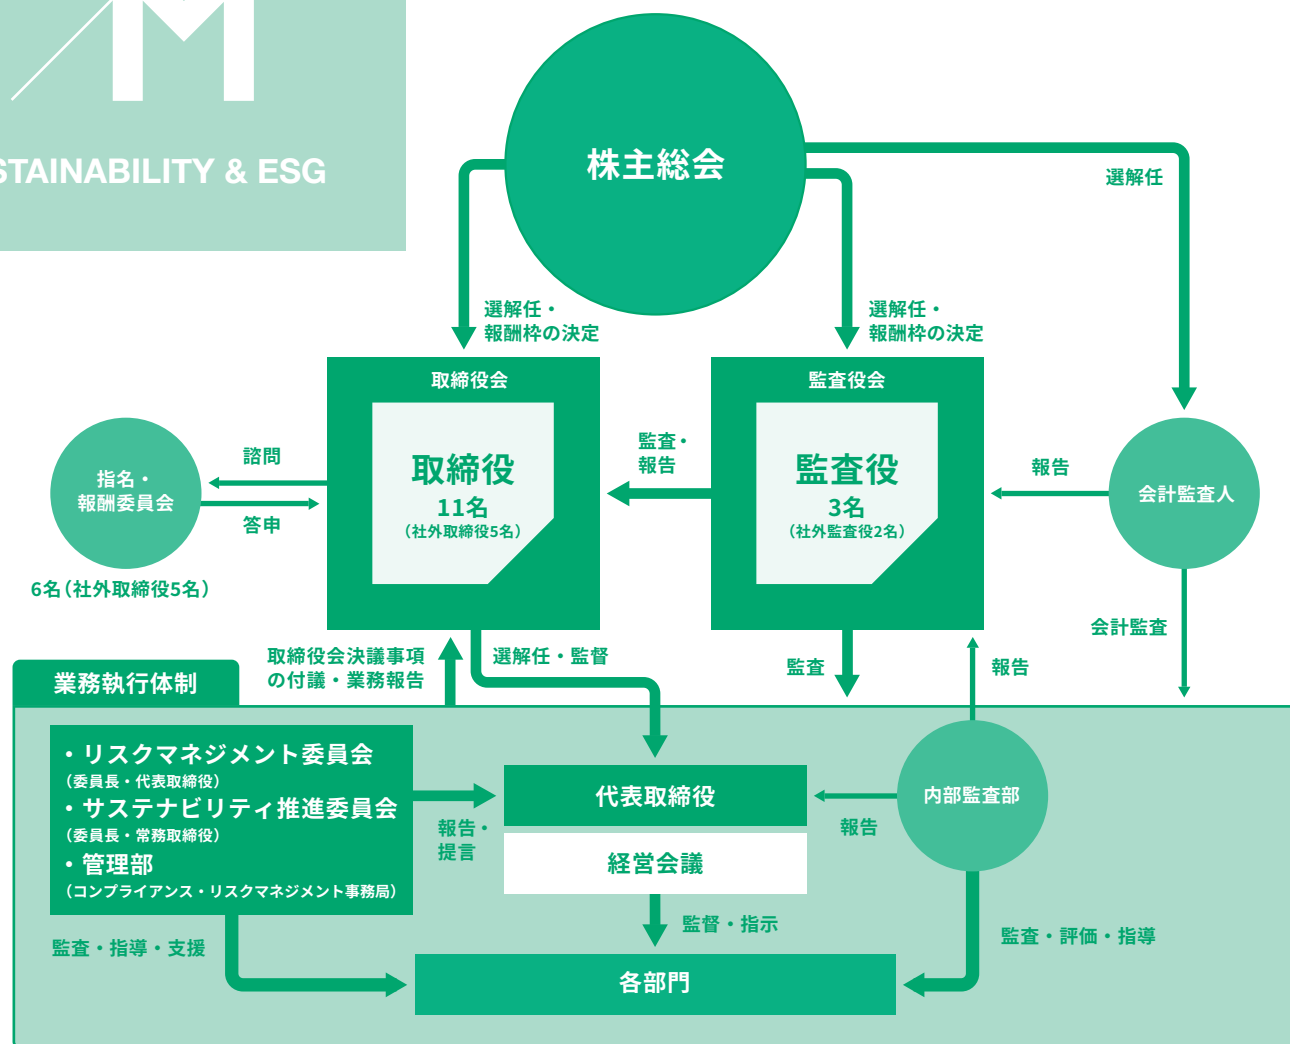 M
STAINABILITY & ESG
株主総会
選解任
選解任・
報酬枠の決定
選解任・
報酬枠の決定
取締役会
取締役
11名
（社外取締役5名）
監査・
報告
監査役会
監査役
3名
（社外監査役2名）
報告
会計監査人
諮問
答申
指名・
報酬委員会
6名（社外取締役5名）
会計監査
取締役会決議事項
の付議・業務報告
選解任・監督
監査
報告
業務執行体制
・リスクマネジメント委員会
（委員長・代表取締役）
・サステナビリティ推進委員会
（委員長・常務取締役）
・管理部
（コンプライアンス・リスクマネジメント事務局）
報告・
提言
代表取締役
経営会議
報告
内部監査部
監督・指示
監査・指導・支援
監査・評価・指導
各部門